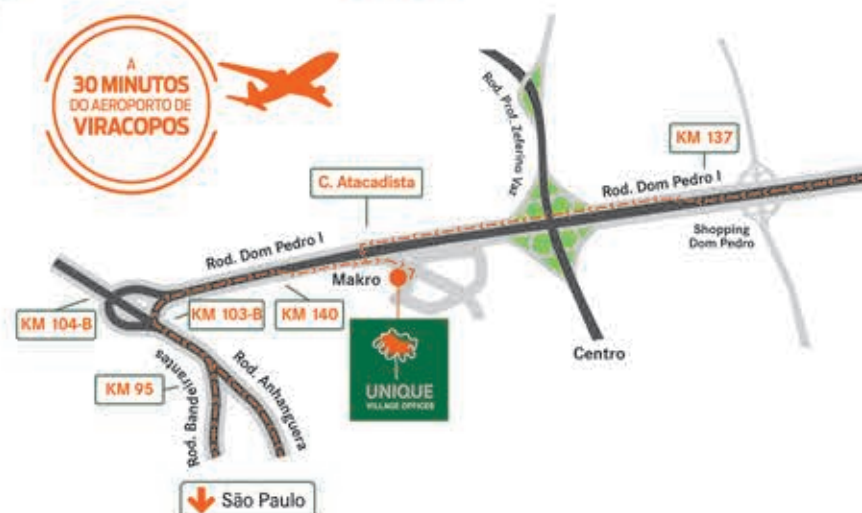 A
30 MINUTOS
DO AEROPORTO DE
VIRACOPOS
Rod. Prof. Zeferino Vaz
KM 137
Rod. Dom Pedro I
C. Atacadista
Shopping
Dom Pedro
Rod. Dom Pedro I
Makro
7
KM 104-B
KM 103-B
KM 140
Centro
UNIQUE
VILLAGE OFFICES
KM 95
Rod. Bandeirantes
Rod. Anhanguera
São Paulo